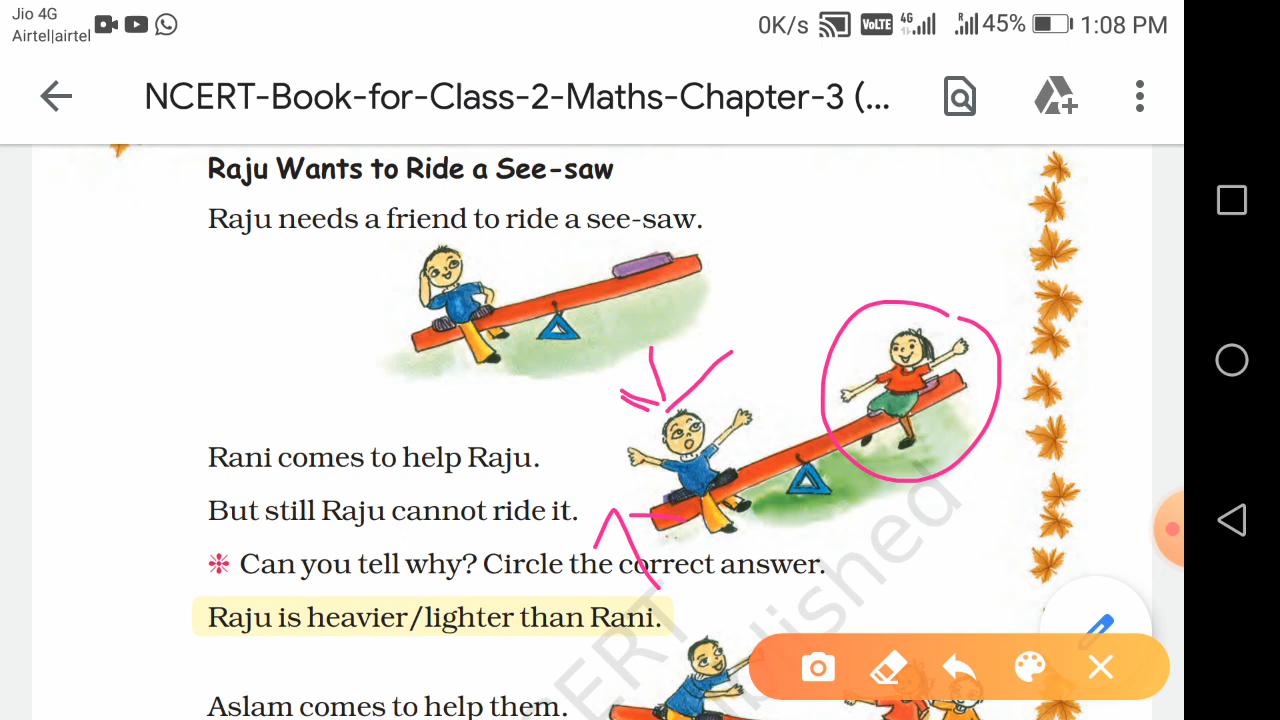 Jio 4G
Airtel|airtel
0K/s VoLTE 4G R 45% 1:08 PM
NCERT-Book-for-Class-2-Maths-Chapter-3 (...
Raju Wants to Ride a See-saw
Raju needs a friend to ride a see-saw.
Rani comes to help Raju.
But still Raju cannot ride it.
❉ Can you tell why? Circle the correct answer.
Raju is heavier/lighter than Rani.
Aslam comes to help them.